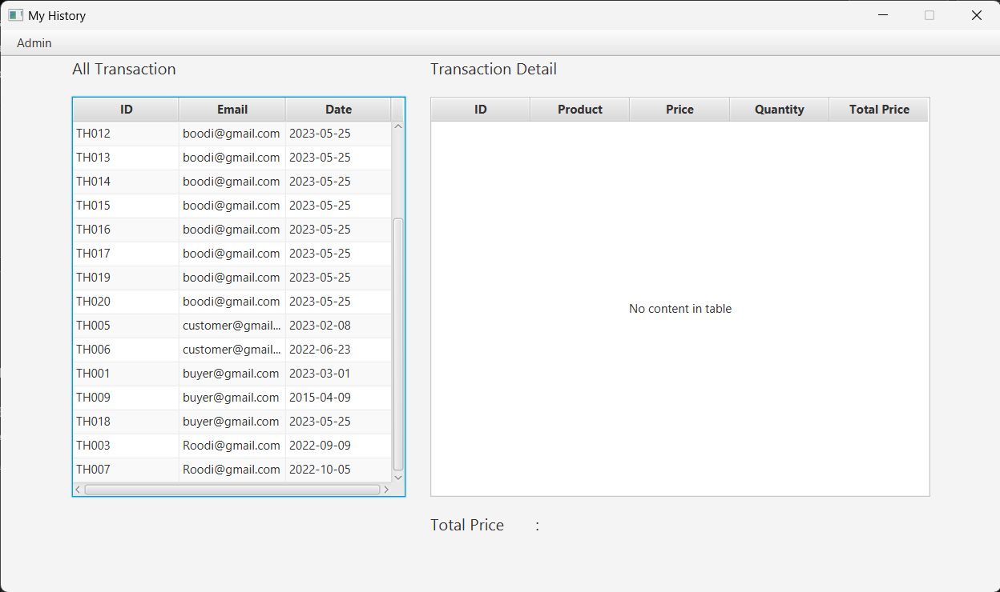 My History
Admin
All Transaction
ID Email Date
TH012 boodi@gmail.com 2023-05-25
TH013 boodi@gmail.com 2023-05-25
TH014 boodi@gmail.com 2023-05-25
TH015 boodi@gmail.com 2023-05-25
TH016 boodi@gmail.com 2023-05-25
TH017 boodi@gmail.com 2023-05-25
TH019 boodi@gmail.com 2023-05-25
TH020 boodi@gmail.com 2023-05-25
TH005 customer@gmail... 2023-02-08
TH006 customer@gmail... 2022-06-23
TH001 buyer@gmail.com 2023-03-01
TH009 buyer@gmail.com 2015-04-09
TH018 buyer@gmail.com 2023-05-25
TH003 Roodi@gmail.com 2022-09-09
TH007 Roodi@gmail.com 2022-10-05
Transaction Detail
ID Product Price Quantity Total Price
No content in table
Total Price :